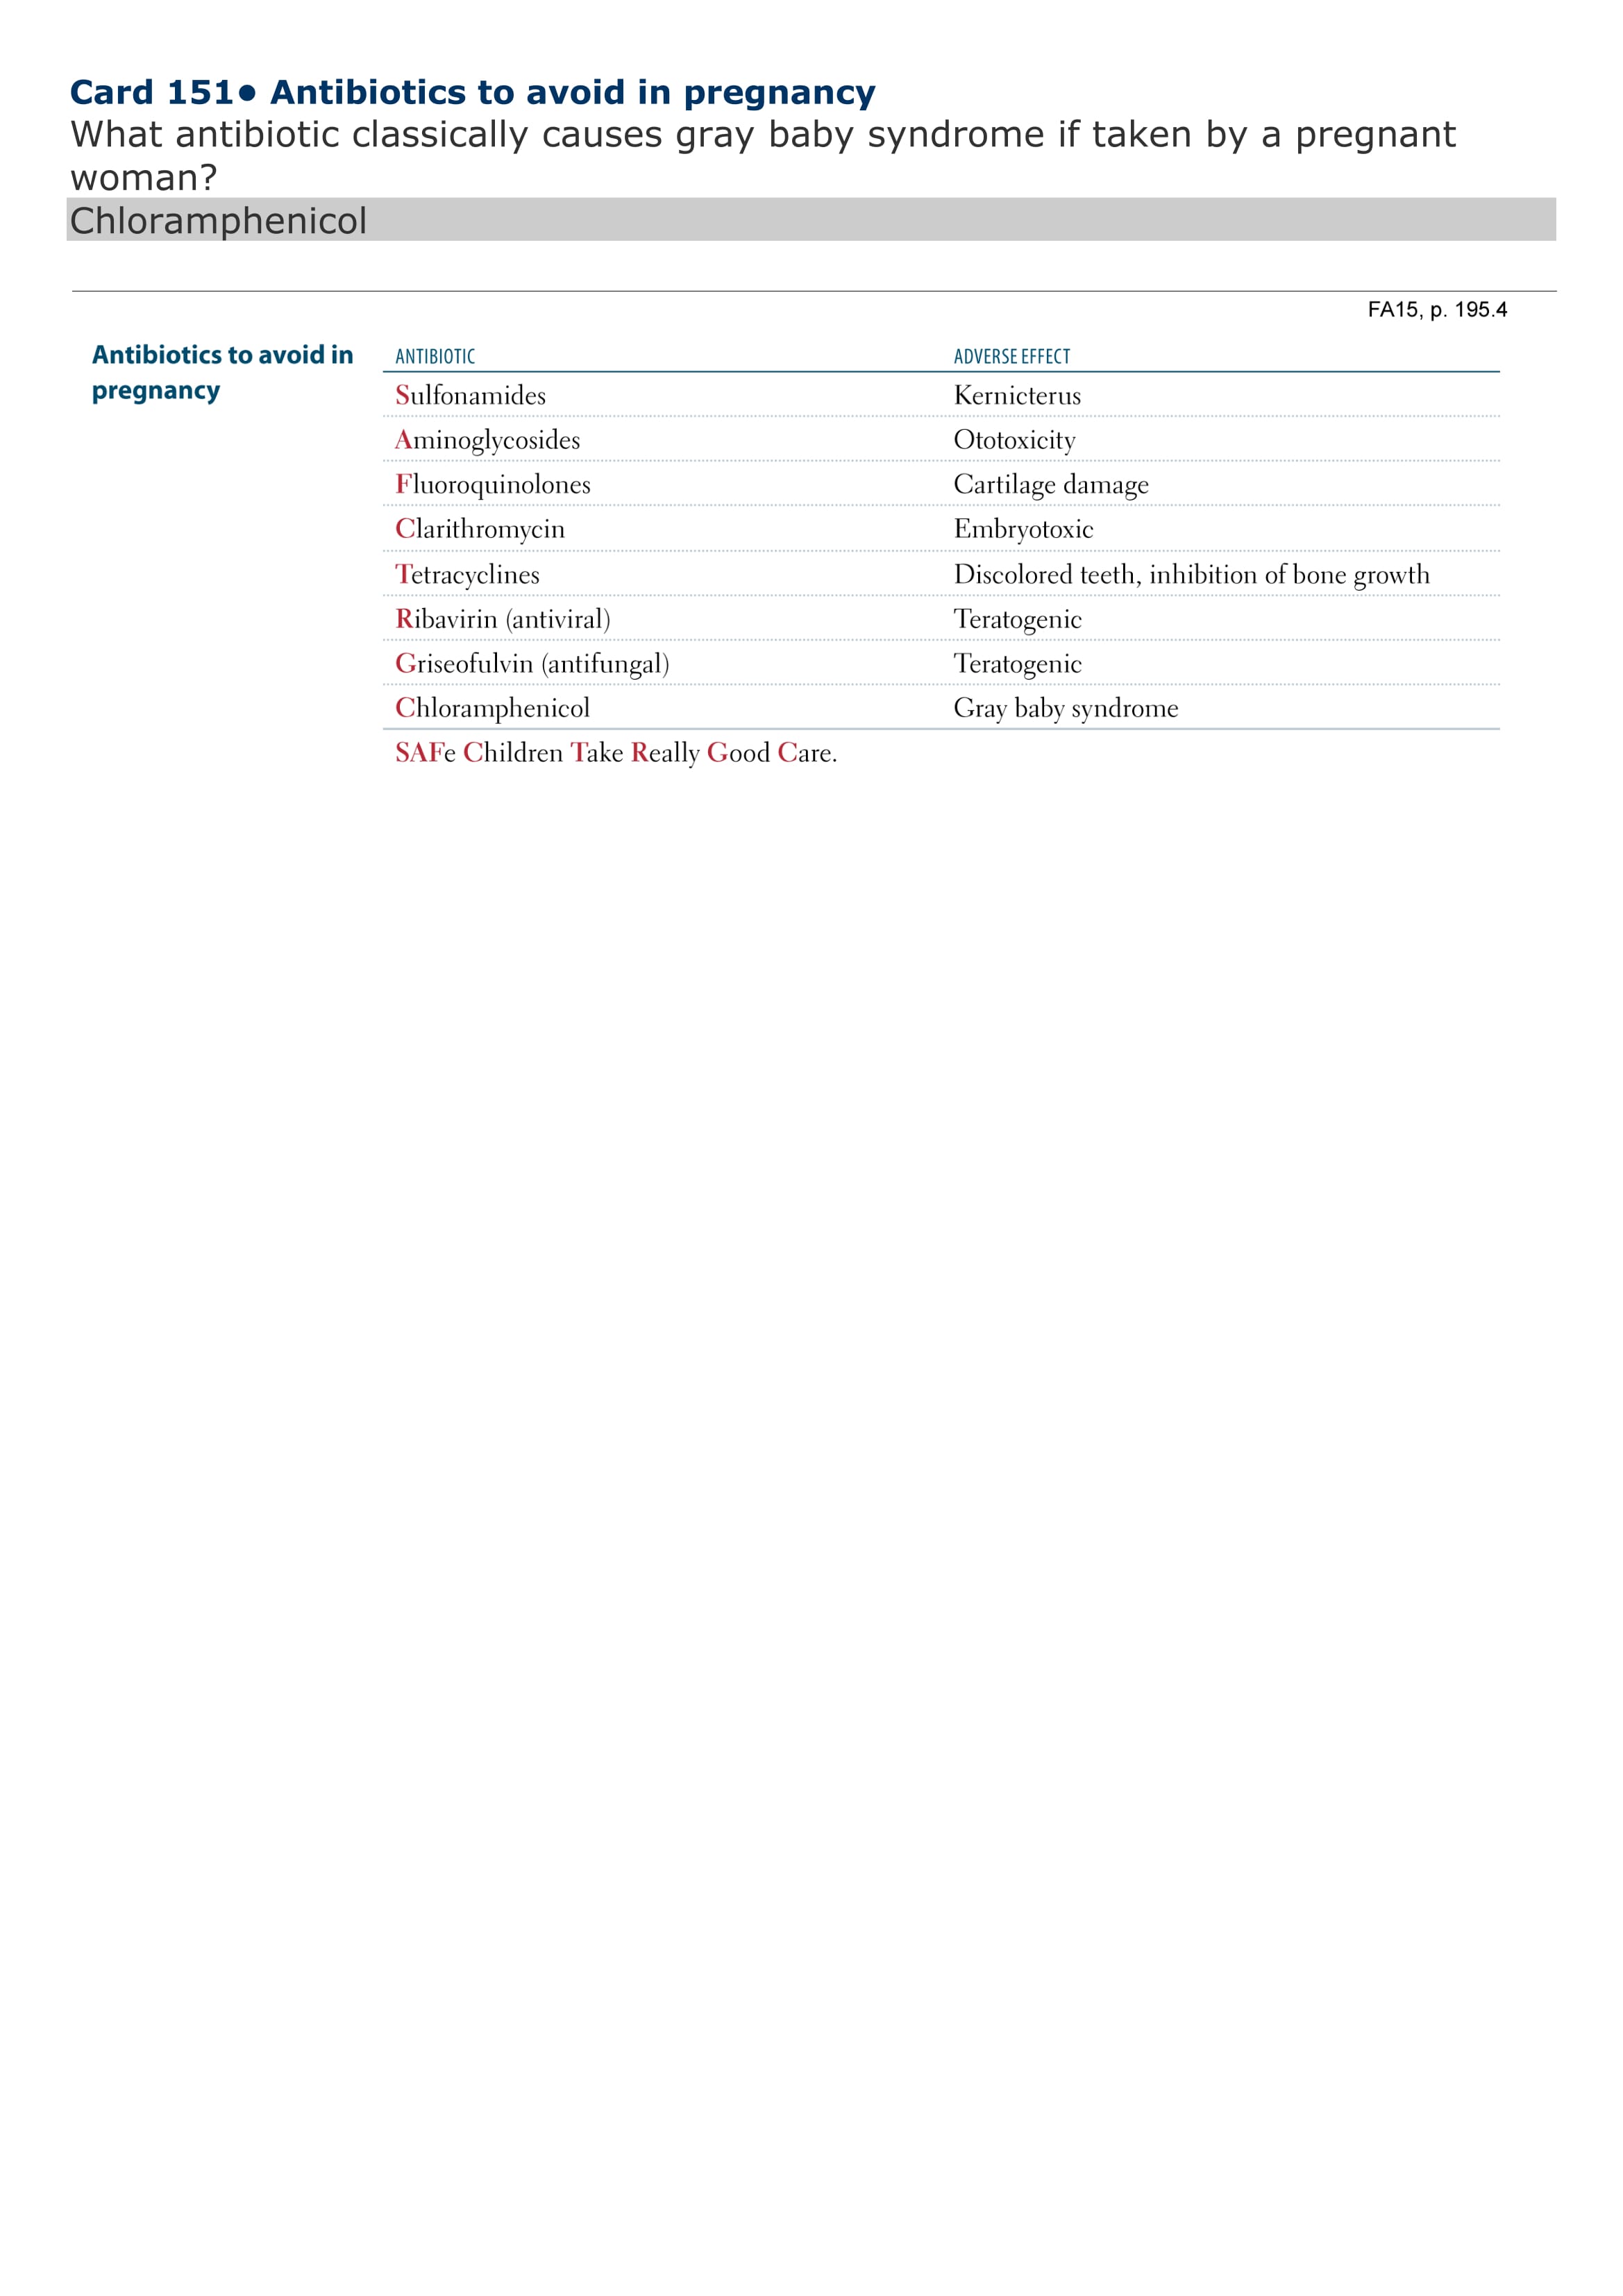 Card 151• Antibiotics to avoid in pregnancy
What antibiotic classically causes gray baby syndrome if taken by a pregnant
woman?
Chloramphenicol
FA15, p. 195.4
Antibiotics to avoid in pregnancy
ANTIBIOTIC ADVERSE EFFECT
Sulfonamides Kernicterus
Aminoglycosides Ototoxicity
Fluoroquinolones Cartilage damage
Clarithromycin Embryotoxic
Tetracyclines Discolored teeth, inhibition of bone growth
Ribavirin (antiviral) Teratogenic
Griseofulvin (antifungal) Teratogenic
Chloramphenicol Gray baby syndrome
SAFe Children Take Really Good Care.